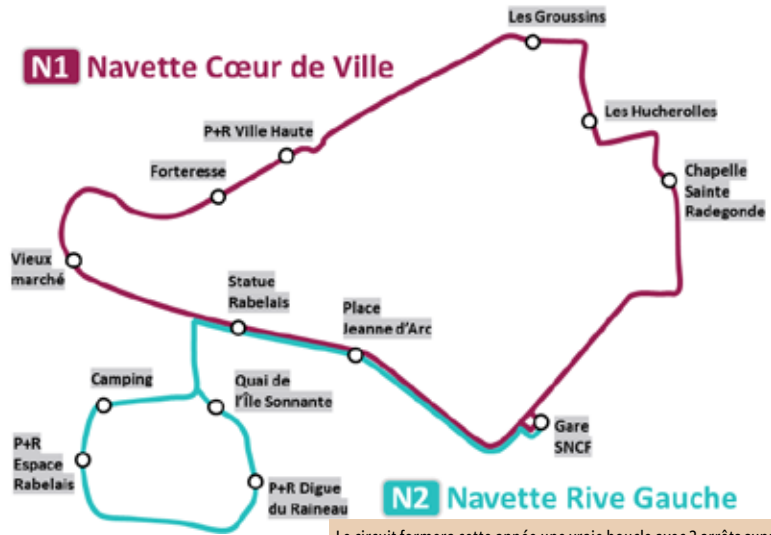 N1 Navette Cœur de Ville
Les Groussins
Les Hucherolles
P+R Ville Haute
Forteresse
Chapelle
Sainte
Radegonde
Vieux
marché
Statue
Rabelais
Place
Jeanne d'Arc
Camping
Quai de
l'Île Sonnante
Gare
SNCF
P+R
Espace
Rabelais
P+R Digue
du Raineau
N2 Navette Rive Gauche